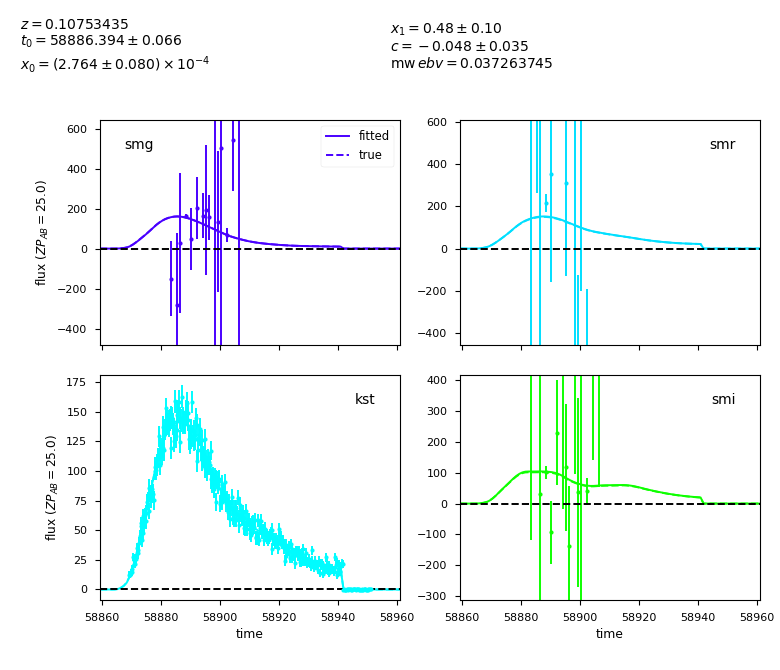 z = 0.10753435
t₀ = 58886.394 ± 0.066
x₀ = (2.764 ± 0.080) × 10⁻⁴
x₁ = 0.48 ± 0.10
c = −0.048 ± 0.035
mw ebv = 0.037263745
smg
fitted
true
flux (ZP_AB = 25.0)
600
400
200
0
−200
−400
smr
600
400
200
0
−200
−400
kst
flux (ZP_AB = 25.0)
175
150
125
100
75
50
25
0
58860 58880 58900 58920 58940 58960
time
smi
400
300
200
100
0
−100
−200
−300
58860 58880 58900 58920 58940 58960
time